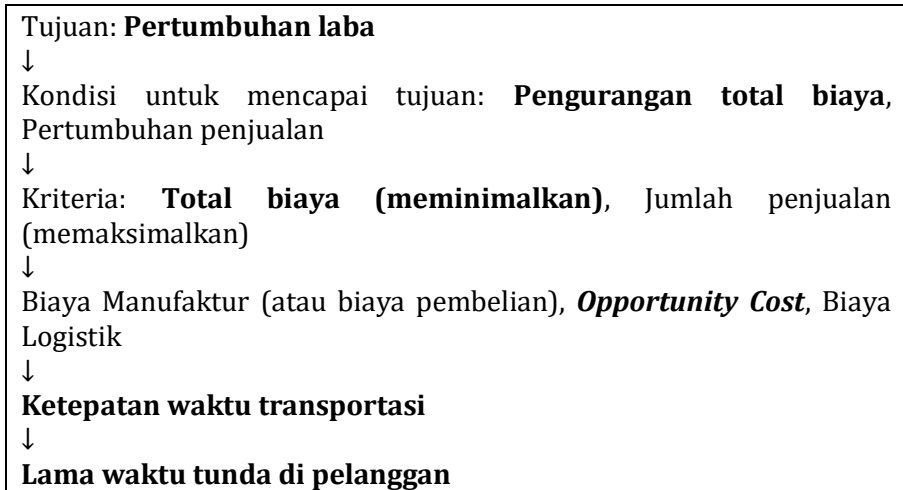 Tujuan: Pertumbuhan laba
↓
Kondisi untuk mencapai tujuan: Pengurangan total biaya,
Pertumbuhan penjualan
↓
Kriteria: Total biaya (meminimalkan), Jumlah penjualan
(memaksimalkan)
↓
Biaya Manufaktur (atau biaya pembelian), Opportunity Cost, Biaya
Logistik
↓
Ketepatan waktu transportasi
↓
Lama waktu tunda di pelanggan